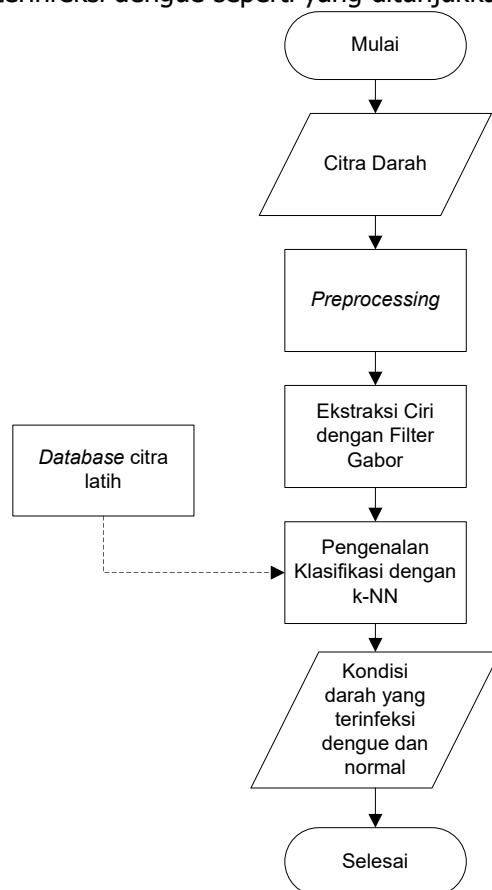 terinfeksi dengue seperti yang ditunjukka
Mulai
Citra Darah
Preprocessing
Ekstraksi Ciri
dengan Filter
Gabor
Database citra
latih
Pengenalan
Klasifikasi dengan
k-NN
Kondisi
darah yang
terinfeksi
dengue dan
normal
Selesai